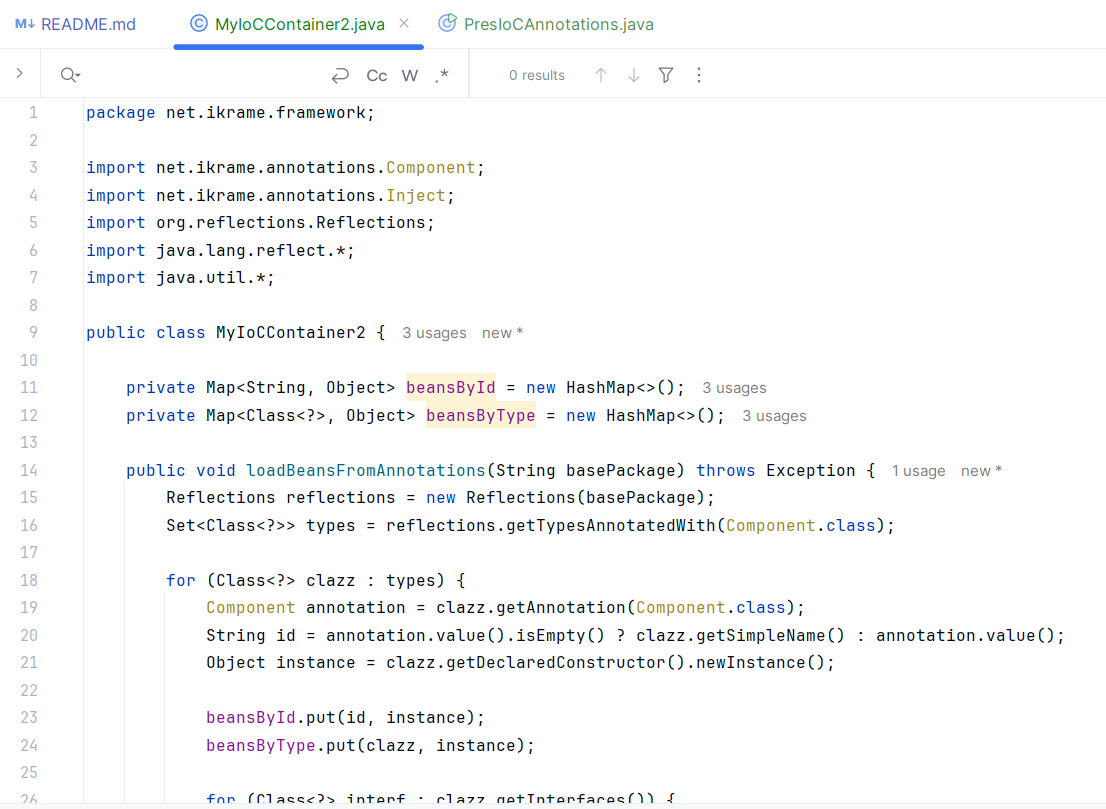 M↓ README.md
© MyIoCContainer2.java ×
© PresIoCAnnotations.java
Cc W .* 0 results
1 package net.ikrame.framework;
2
3 import net.ikrame.annotations.Component;
4 import net.ikrame.annotations.Inject;
5 import org.reflections.Reflections;
6 import java.lang.reflect.*;
7 import java.util.*;
8
9 public class MyIoCContainer2 { 3 usages new *
10
11 private Map<String, Object> beansById = new HashMap<>(); 3 usages
12 private Map<Class<?>, Object> beansByType = new HashMap<>(); 3 usages
13
14 public void loadBeansFromAnnotations(String basePackage) throws Exception { 1 usage new *
15 Reflections reflections = new Reflections(basePackage);
16 Set<Class<?>> types = reflections.getTypesAnnotatedWith(Component.class);
17
18 for (Class<?> clazz : types) {
19 Component annotation = clazz.getAnnotation(Component.class);
20 String id = annotation.value().isEmpty() ? clazz.getSimpleName() : annotation.value();
21 Object instance = clazz.getDeclaredConstructor().newInstance();
22
23 beansById.put(id, instance);
24 beansByType.put(clazz, instance);
25
26 for (Class<?> interf : clazz.getInterfaces()) {